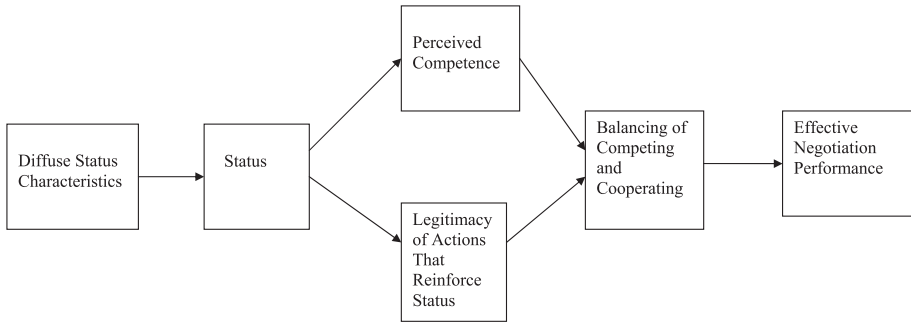 Diffuse Status
Characteristics
Status
Perceived
Competence
Legitimacy
of Actions
That
Reinforce
Status
Balancing of
Competing
and
Cooperating
Effective
Negotiation
Performance